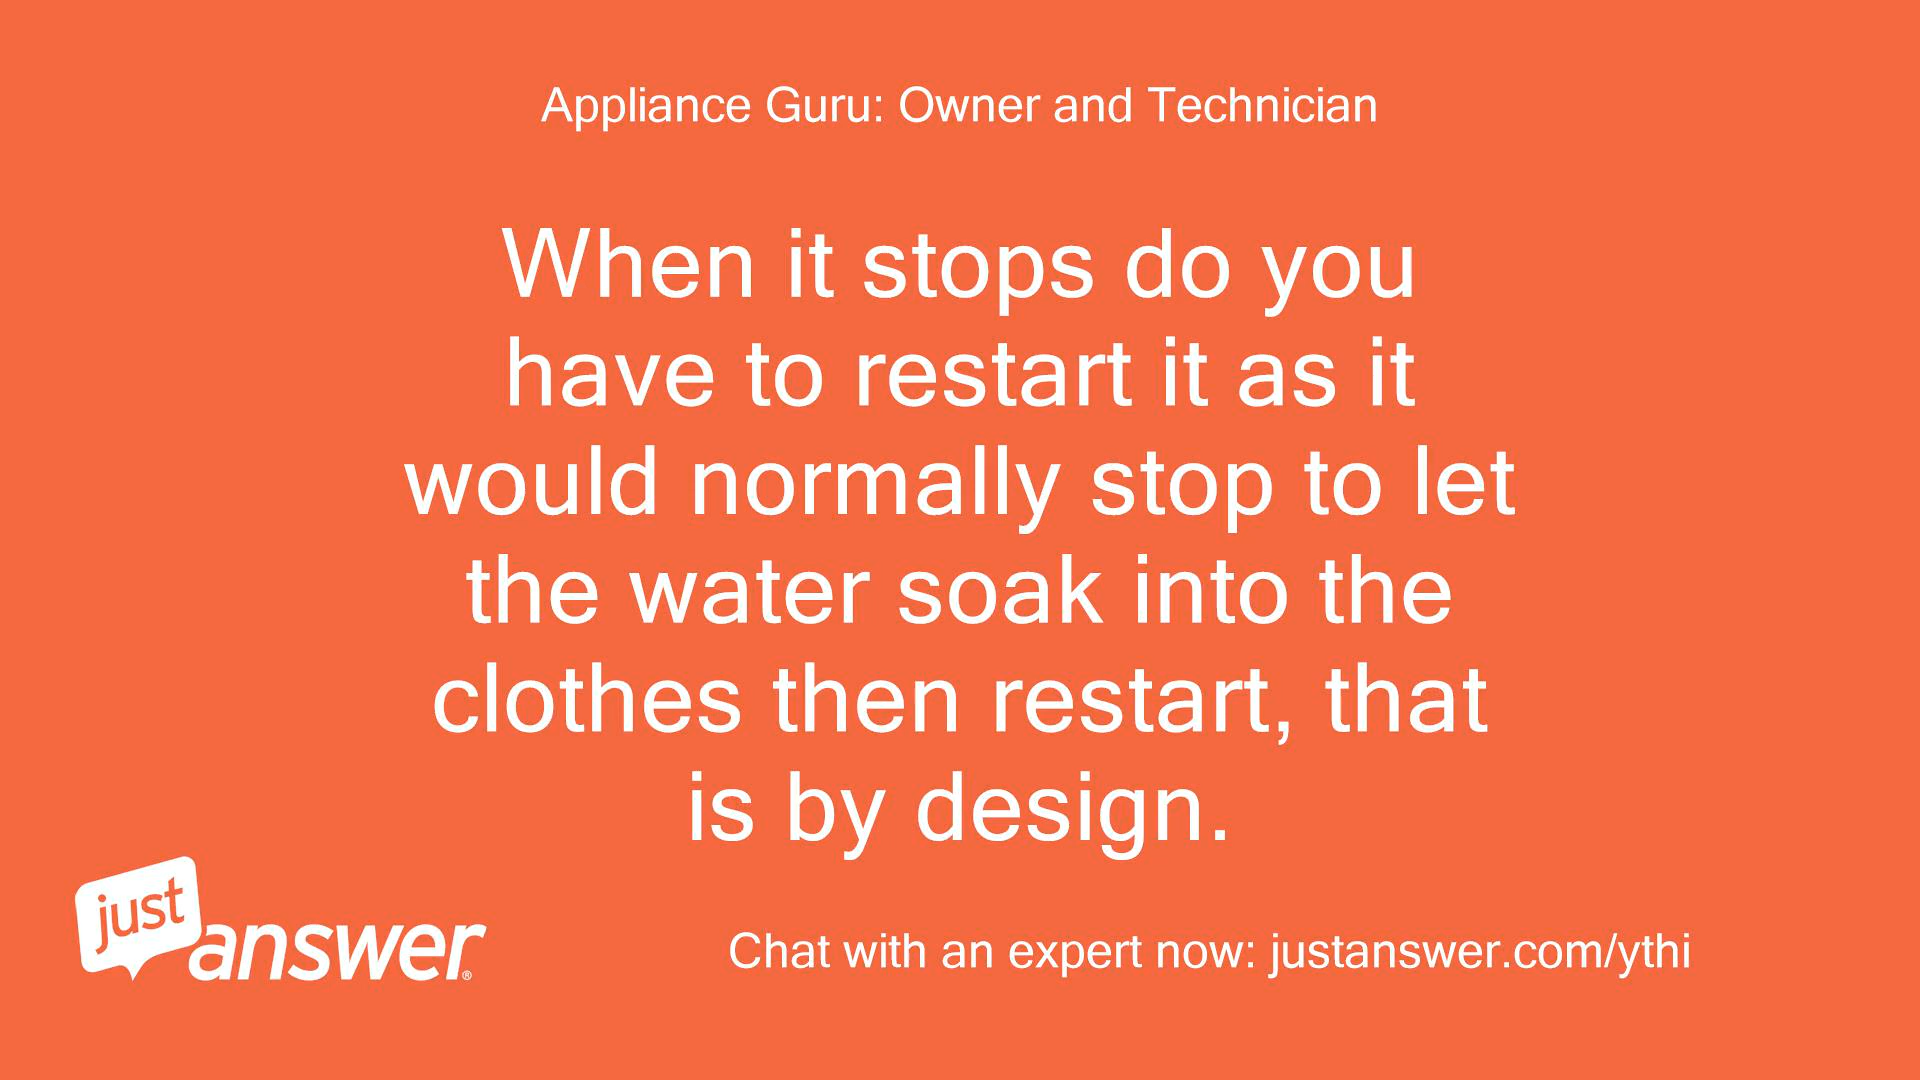 Appliance Guru: Owner and Technician
When it stops do you
have to restart it as it
would normally stop to let
the water soak into the
clothes then restart, that
is by design.
just
answer®
Chat with an expert now: justanswer.com/ythi